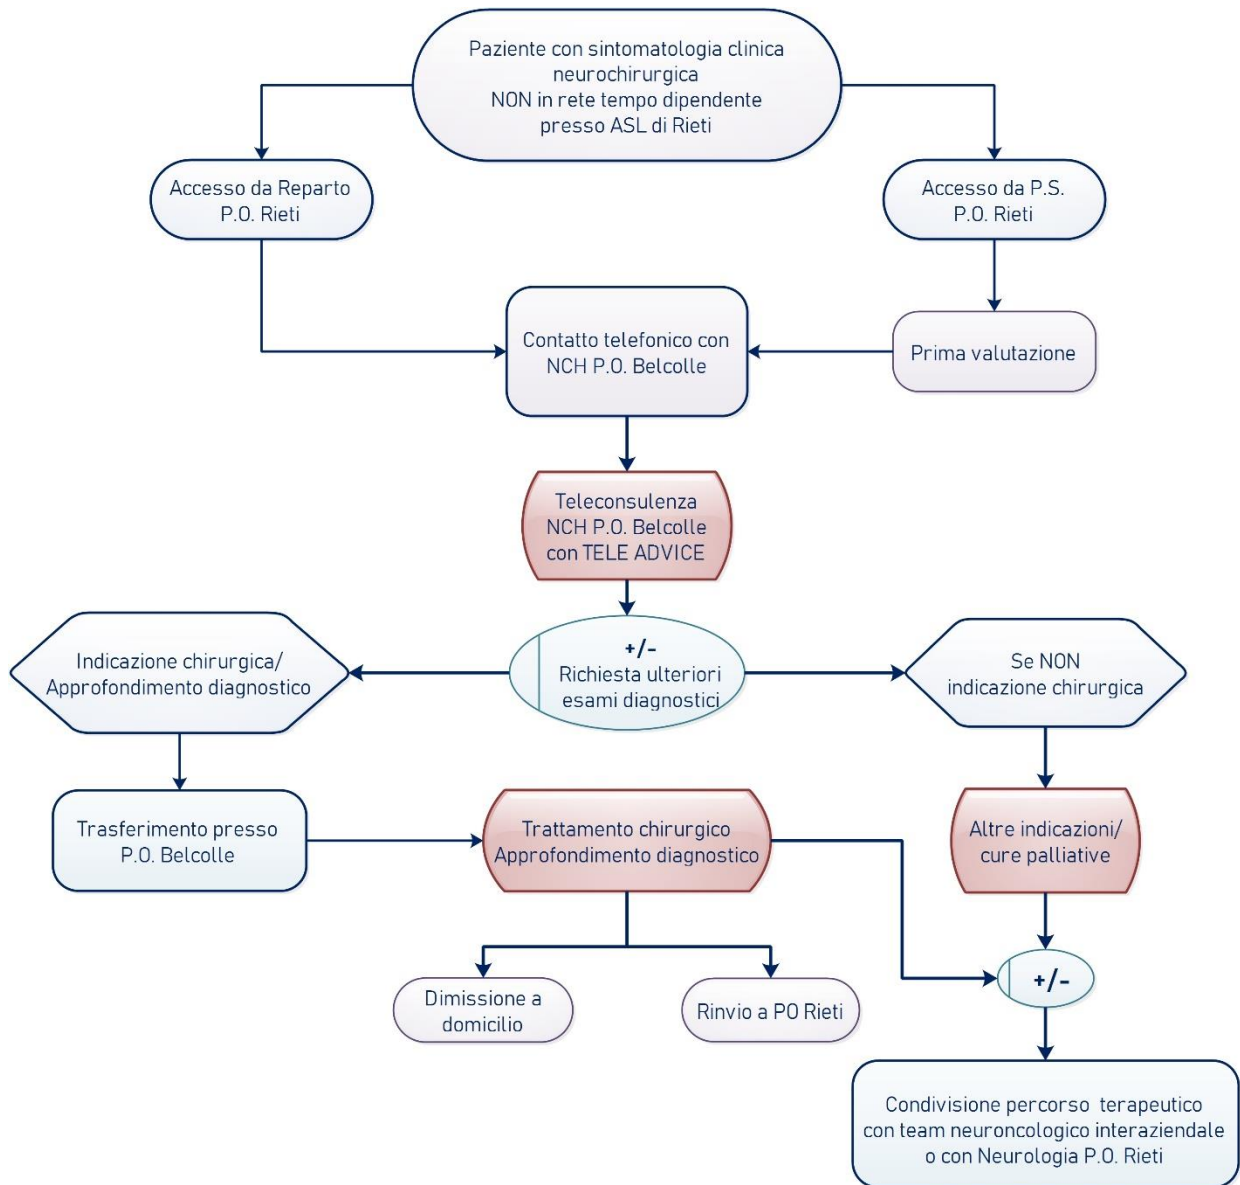 Paziente con sintomatologia clinica
neurochirurgica
NON in rete tempo dipendente
presso ASL di Rieti
Accesso da Reparto
P.O. Rieti
Accesso da P.S.
P.O. Rieti
Contatto telefonico con
NCH P.O. Belcolle
Prima valutazione
Teleconsulenza
NCH P.O. Belcolle
con TELE ADVICE
Indicazione chirurgica/
Approfondimento diagnostico
+/-
Richiesta ulteriori
esami diagnostici
Se NON
indicazione chirurgica
Trasferimento presso
P.O. Belcolle
Trattamento chirurgico
Approfondimento diagnostico
Altre indicazioni/
cure palliative
Dimissione a
domicilio
Rinvio a PO Rieti
+/-
Condivisione percorso terapeutico
con team neuroncologico interaziendale
o con Neurologia P.O. Rieti